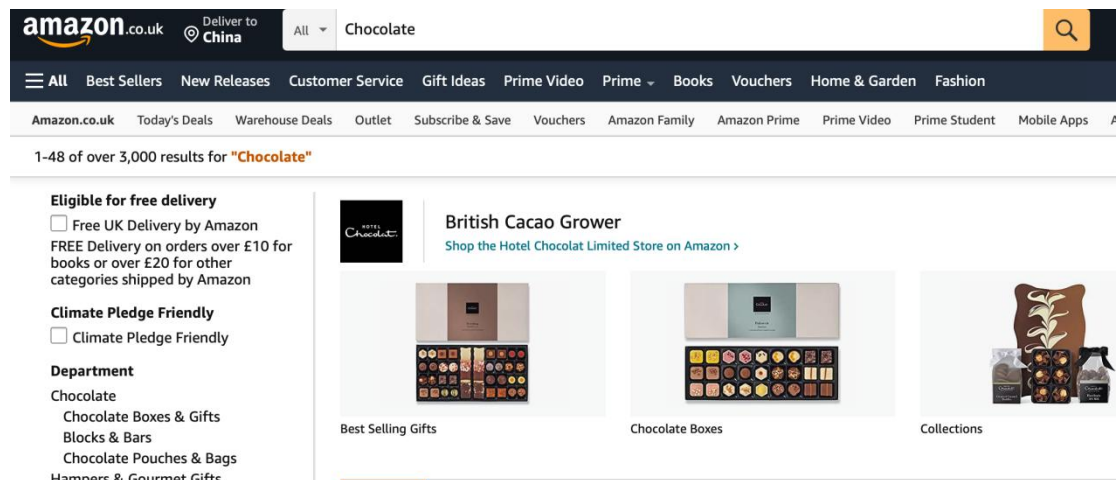 amazon.co.uk
Deliver to
China
All
Chocolate
All Best Sellers New Releases Customer Service Gift Ideas Prime Video Prime Books Vouchers Home & Garden Fashion
Amazon.co.uk Today's Deals Warehouse Deals Outlet Subscribe & Save Vouchers Amazon Family Amazon Prime Prime Video Prime Student Mobile Apps
1-48 of over 3,000 results for "Chocolate"
Eligible for free delivery
Free UK Delivery by Amazon
FREE Delivery on orders over £10 for
books or over £20 for other
categories shipped by Amazon
Climate Pledge Friendly
Climate Pledge Friendly
Department
Chocolate
Chocolate Boxes & Gifts
Blocks & Bars
Chocolate Pouches & Bags
Hampers & Gourmet Gifts
HOTEL
Chocolat.
British Cacao Grower
Shop the Hotel Chocolat Limited Store on Amazon ›
Best Selling Gifts
Chocolate Boxes
Collections